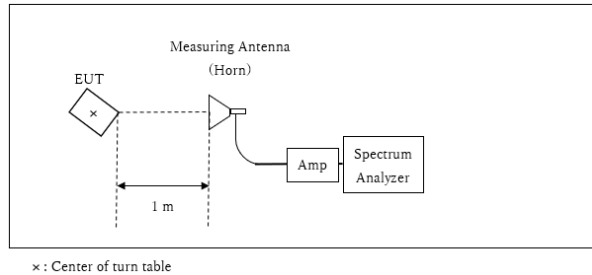 Measuring Antenna
(Horn)
EUT
×
Amp
Spectrum
Analyzer
1 m
× : Center of turn table